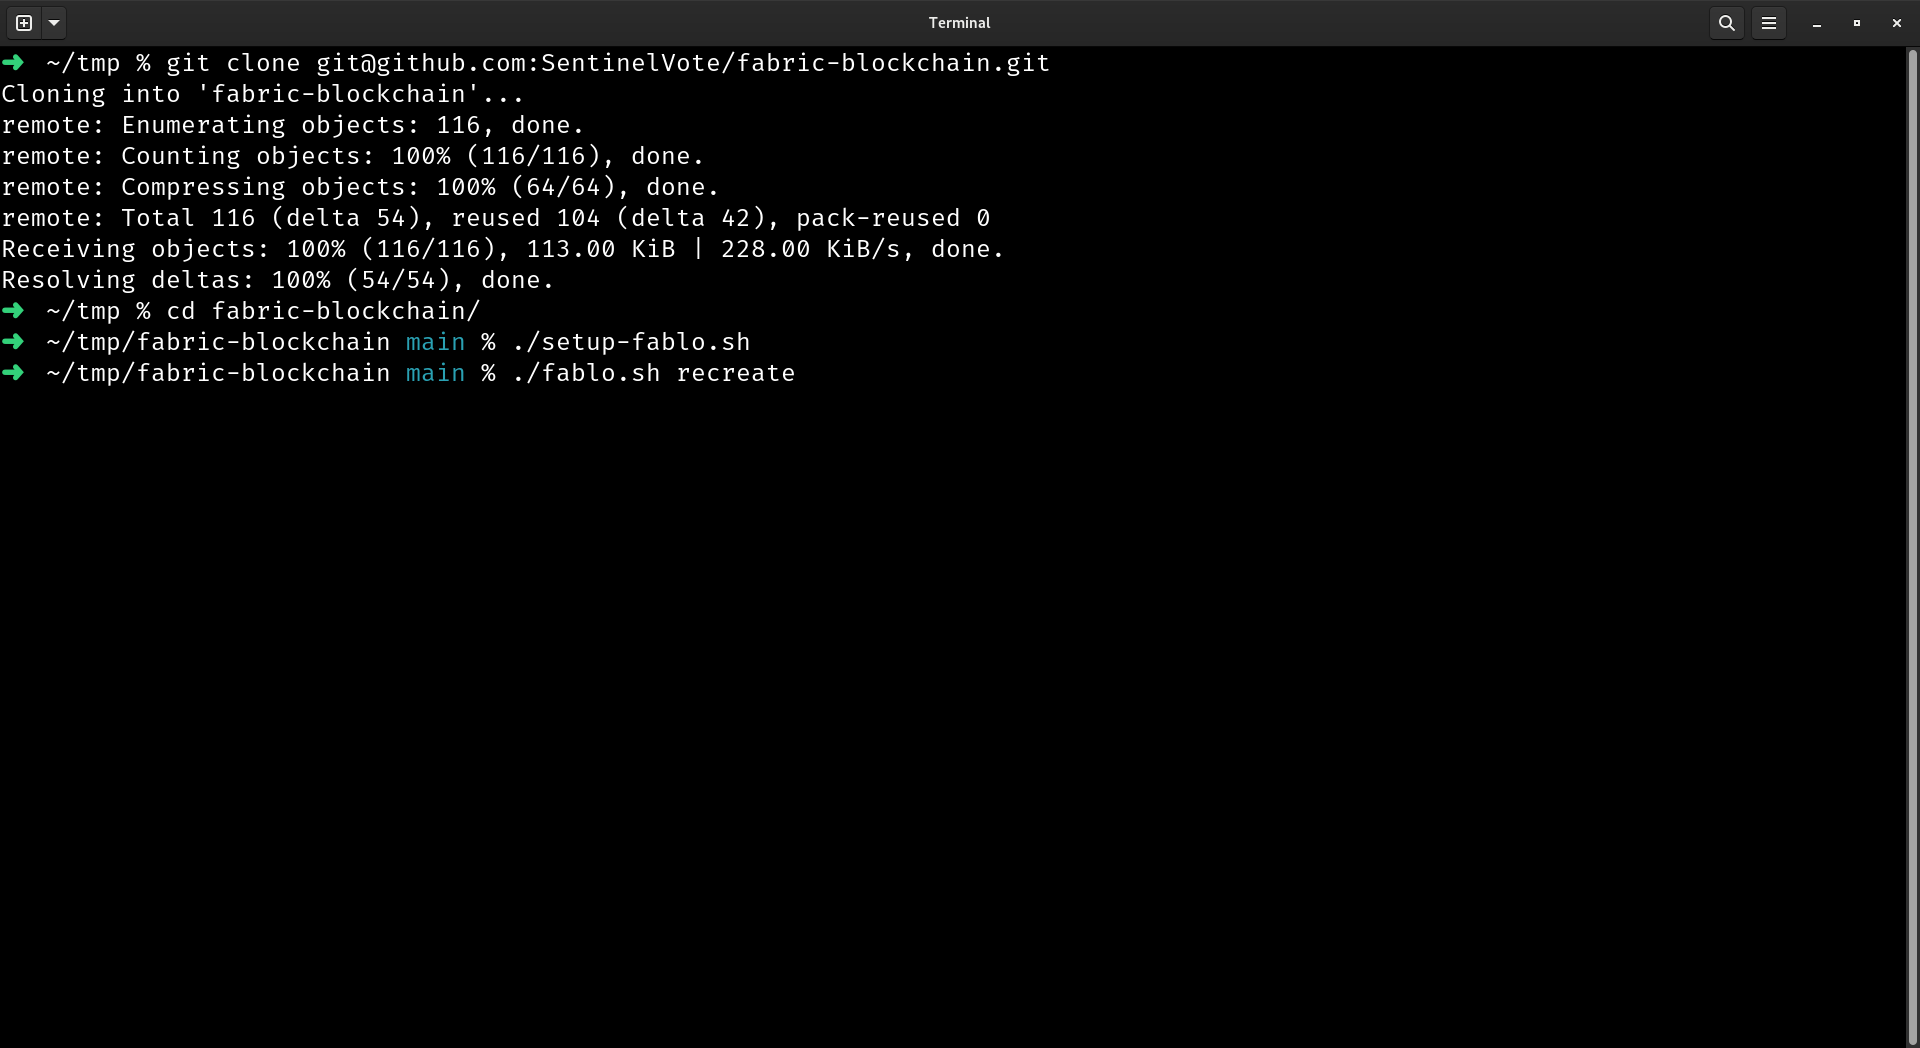 Terminal
➜ ~/tmp % git clone git@github.com:SentinelVote/fabric-blockchain.git
Cloning into 'fabric-blockchain'...
remote: Enumerating objects: 116, done.
remote: Counting objects: 100% (116/116), done.
remote: Compressing objects: 100% (64/64), done.
remote: Total 116 (delta 54), reused 104 (delta 42), pack-reused 0
Receiving objects: 100% (116/116), 113.00 KiB | 228.00 KiB/s, done.
Resolving deltas: 100% (54/54), done.
➜ ~/tmp % cd fabric-blockchain/
➜ ~/tmp/fabric-blockchain main % ./setup-fablo.sh
➜ ~/tmp/fabric-blockchain main % ./fablo.sh recreate